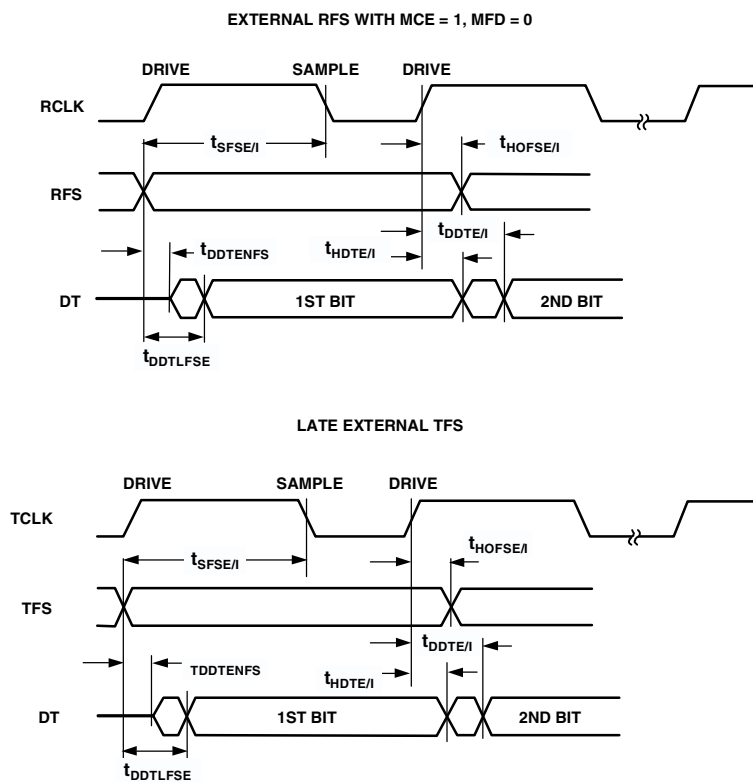 EXTERNAL RFS WITH MCE = 1, MFD = 0
DRIVE SAMPLE DRIVE
RCLK
tSFSE/I tHOFSE/I
RFS
tDDTE/I
tDDTENFS tHDTE/I
DT 1ST BIT 2ND BIT
tDDTLFSE
LATE EXTERNAL TFS
DRIVE SAMPLE DRIVE
TCLK
tHOFSE/I
tSFSE/I
TFS
tDDTE/I
TDDTENFS
tHDTE/I
DT 1ST BIT 2ND BIT
tDDTLFSE